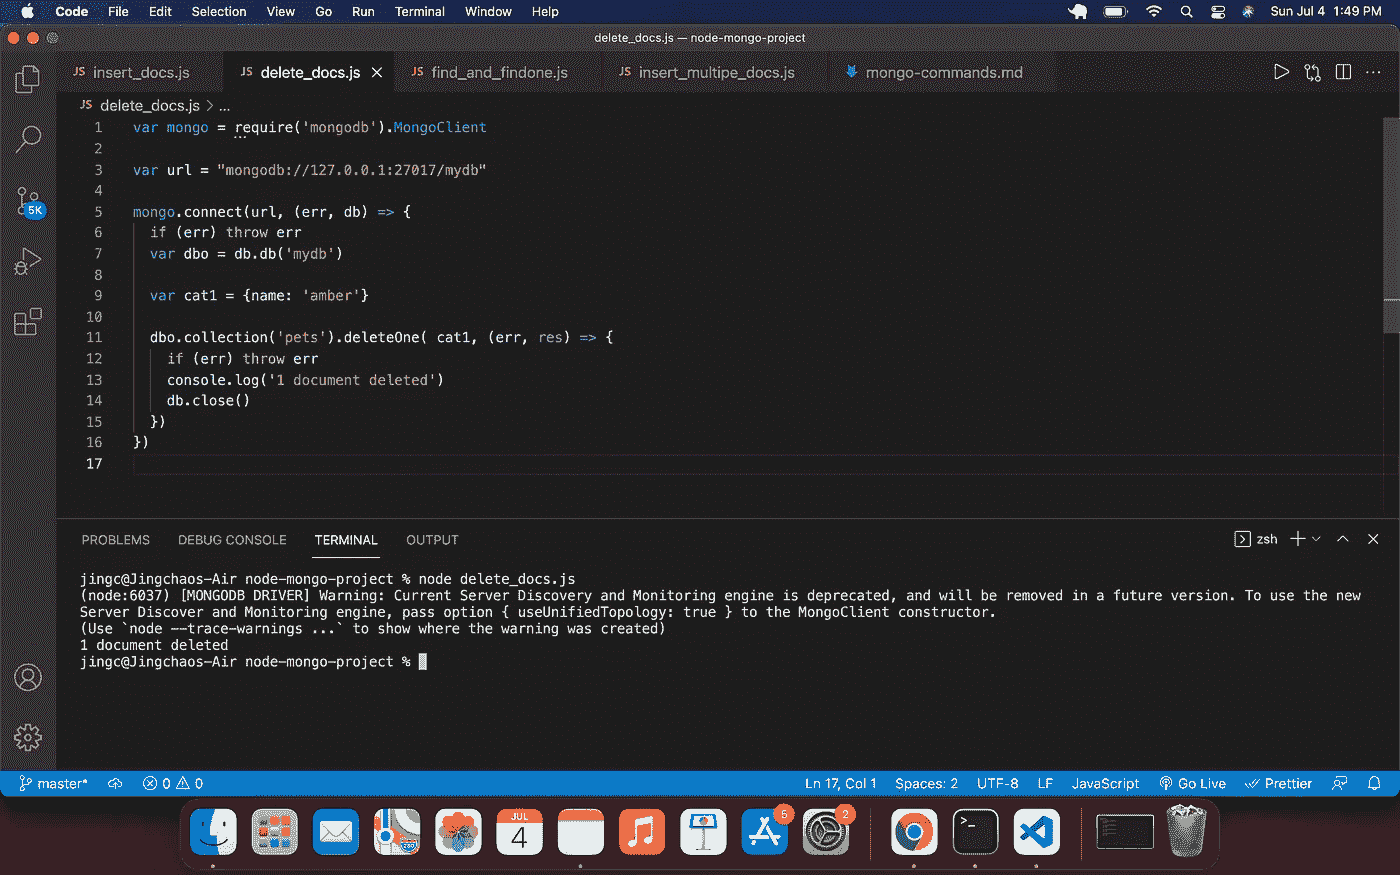 Code File Edit Selection View Go Run Terminal Window Help Sun Jul 4 1:49 PM
delete_docs.js — node-mongo-project
JS insert_docs.js JS delete_docs.js JS find_and_findone.js JS insert_multipe_docs.js mongo-commands.md
JS delete_docs.js > ...
1 var mongo = require('mongodb').MongoClient
2
3 var url = "mongodb://127.0.0.1:27017/mydb"
4
5 mongo.connect(url, (err, db) => {
6 if (err) throw err
7 var dbo = db.db('mydb')
8
9 var cat1 = {name: 'amber'}
10
11 dbo.collection('pets').deleteOne( cat1, (err, res) => {
12 if (err) throw err
13 console.log('1 document deleted')
14 db.close()
15 })
16 })
17
5K
PROBLEMS DEBUG CONSOLE TERMINAL OUTPUT zsh
jingc@Jingchaos-Air node-mongo-project % node delete_docs.js
(node:6037) [MONGODB DRIVER] Warning: Current Server Discovery and Monitoring engine is deprecated, and will be removed in a future version. To use the new
Server Discover and Monitoring engine, pass option { useUnifiedTopology: true } to the MongoClient constructor.
(Use `node --trace-warnings ...` to show where the warning was created)
1 document deleted
jingc@Jingchaos-Air node-mongo-project %
master* 0 0 Ln 17, Col 1 Spaces: 2 UTF-8 LF JavaScript Go Live Prettier
JUL
4
5
2